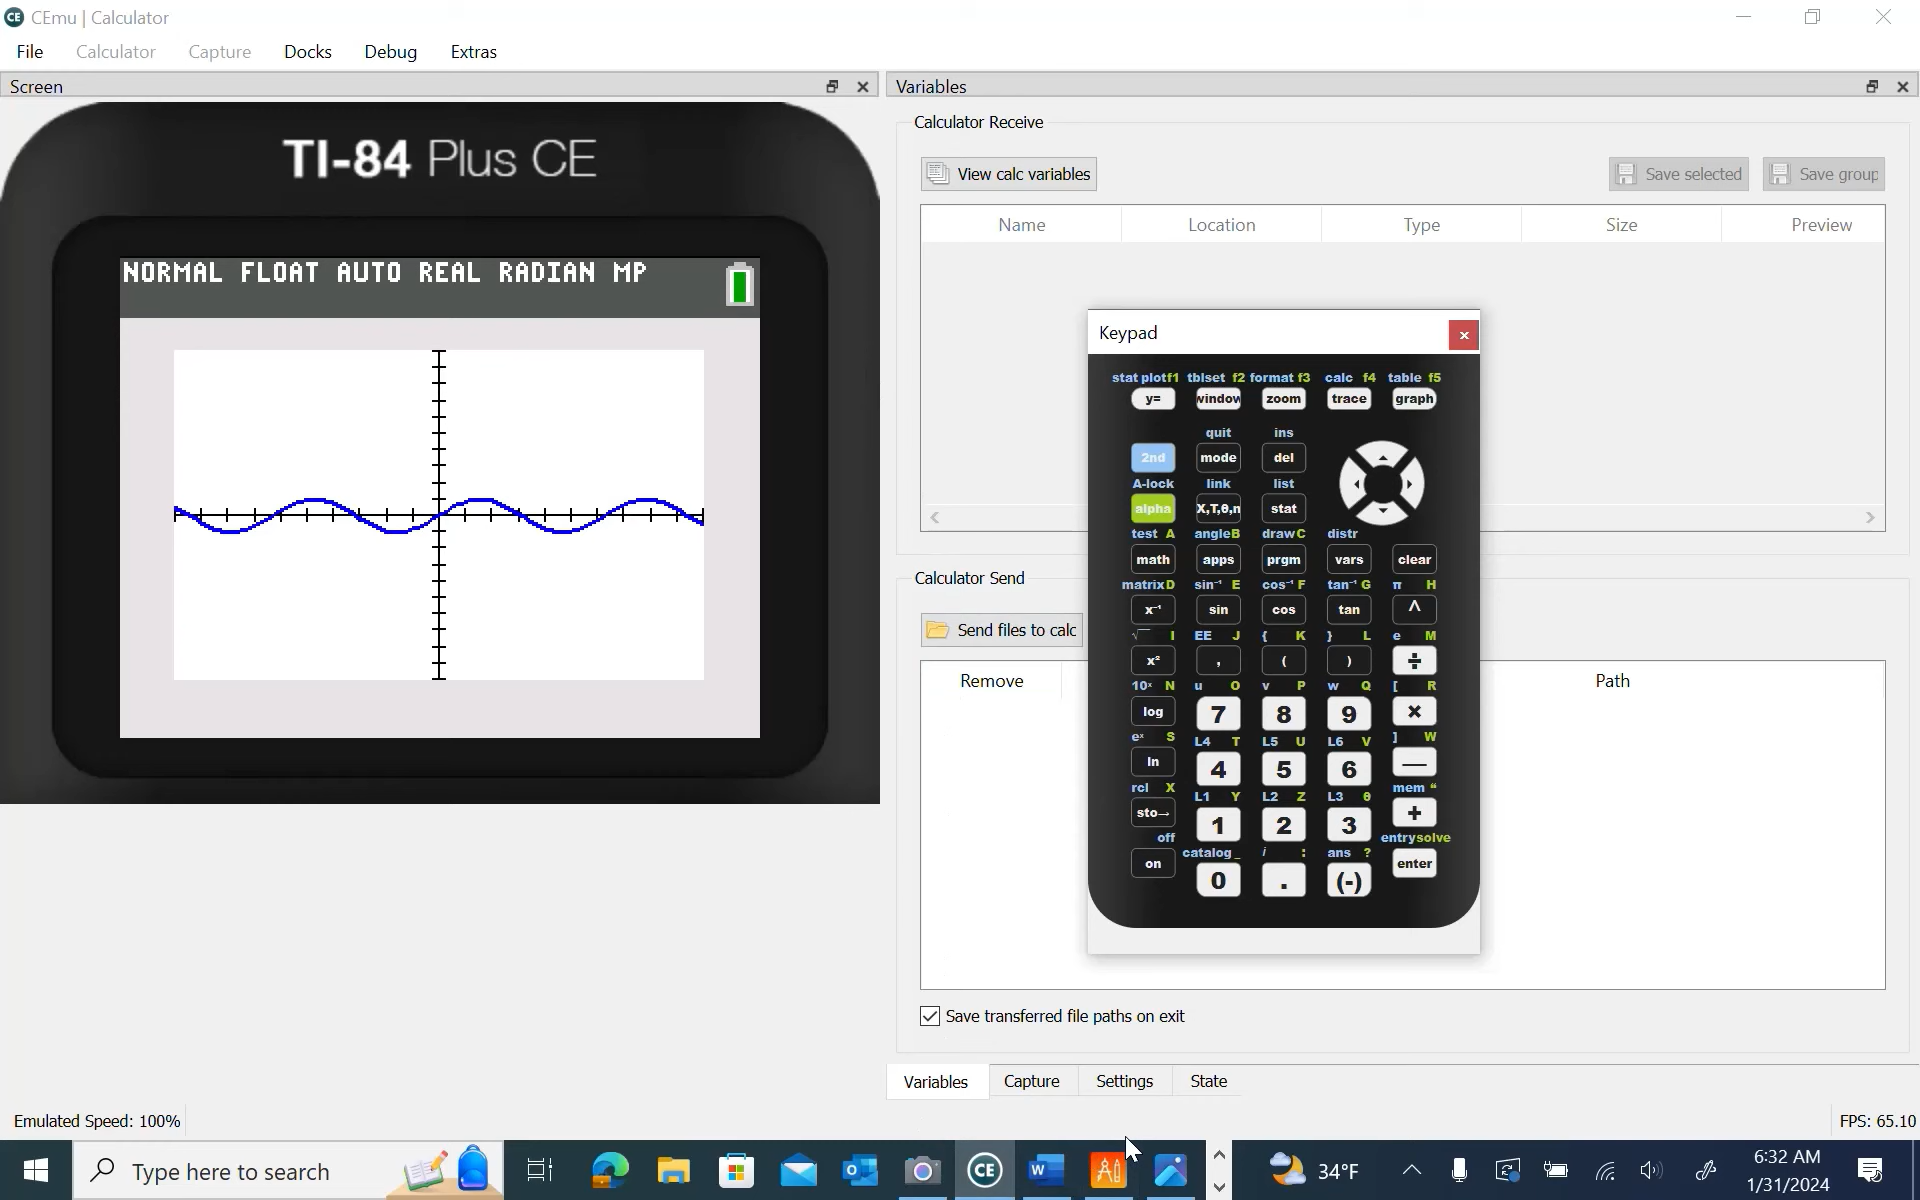 CE CEmu | Calculator
File Calculator Capture Docks Debug Extras
Screen
TI-84 Plus CE
NORMAL FLOAT AUTO REAL RADIAN MP
Variables
Calculator Receive
View calc variables Save selected Save group
Name Location Type Size Preview
Keypad
stat plot f1 tblset f2 format f3 calc f4 table f5
y= window zoom trace graph
quit ins
2nd mode del
A-lock link list
alpha X,T,θ,n stat
test A angle B draw C distr
math apps prgm vars clear
matrix D sin⁻¹ E cos⁻¹ F tan⁻¹ G π H
x⁻¹ sin cos tan ^
√ I EE J { K } L e M
x² , ( ) ÷
10ˣ N u O v P w Q [ R
log 7 8 9 ×
eˣ S L4 T L5 U L6 V ] W
ln 4 5 6 —
rcl X L1 Y L2 Z L3 θ mem “
sto→ 1 2 3 +
off catalog _ i : ans ? entry solve
on 0 . (-) enter
Calculator Send
Send files to calc
Remove Path
Save transferred file paths on exit
Variables Capture Settings State
Emulated Speed: 100% FPS: 65.10
Type here to search
CE
34°F
6:32 AM
1/31/2024